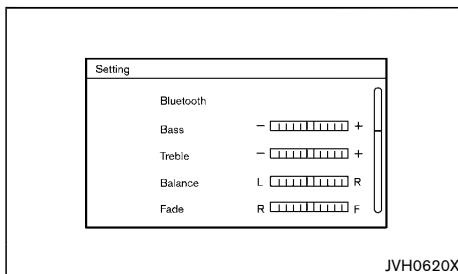 Setting
Bluetooth
Bass - +
Treble - +
Balance L R
Fade R F
JVH0620X